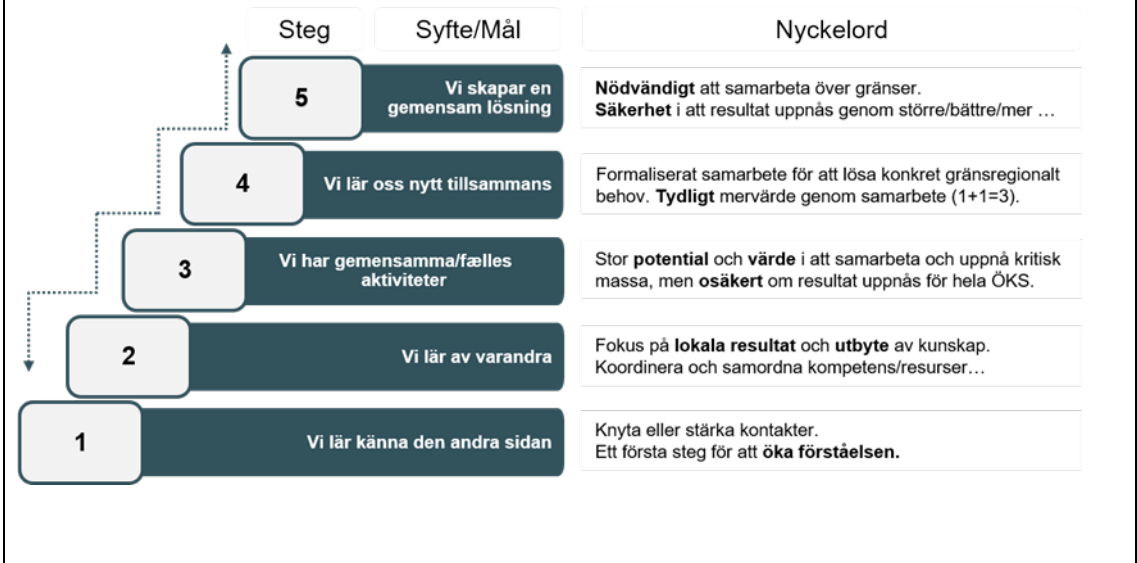 Steg
Syfte/Mål
Nyckelord
5
Vi skapar en
gemensam lösning
Nödvändigt att samarbeta över gränser.
Säkerhet i att resultat uppnås genom större/bättre/mer …
4
Vi lär oss nytt tillsammans
Formaliserat samarbete för att lösa konkret gränsregionalt
behov. Tydligt mervärde genom samarbete (1+1=3).
3
Vi har gemensamma/fælles
aktiviteter
Stor potential och värde i att samarbeta och uppnå kritisk
massa, men osäkert om resultat uppnås för hela ÖKS.
2
Vi lär av varandra
Fokus på lokala resultat och utbyte av kunskap.
Koordinera och samordna kompetens/resurser…
1
Vi lär känna den andra sidan
Knyta eller stärka kontakter.
Ett första steg för att öka förståelsen.